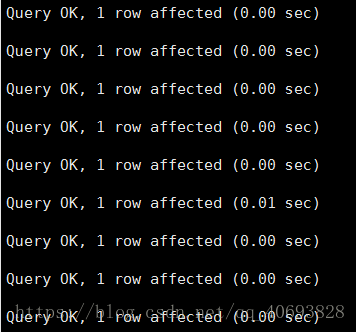 Query OK, 1 row affected (0.00 sec)
Query OK, 1 row affected (0.00 sec)
Query OK, 1 row affected (0.00 sec)
Query OK, 1 row affected (0.00 sec)
Query OK, 1 row affected (0.00 sec)
Query OK, 1 row affected (0.01 sec)
Query OK, 1 row affected (0.00 sec)
Query OK, 1 row affected (0.00 sec)
https://blog.csdn.net/qq_40693828
Query OK, 1 row affected (0.00 sec)